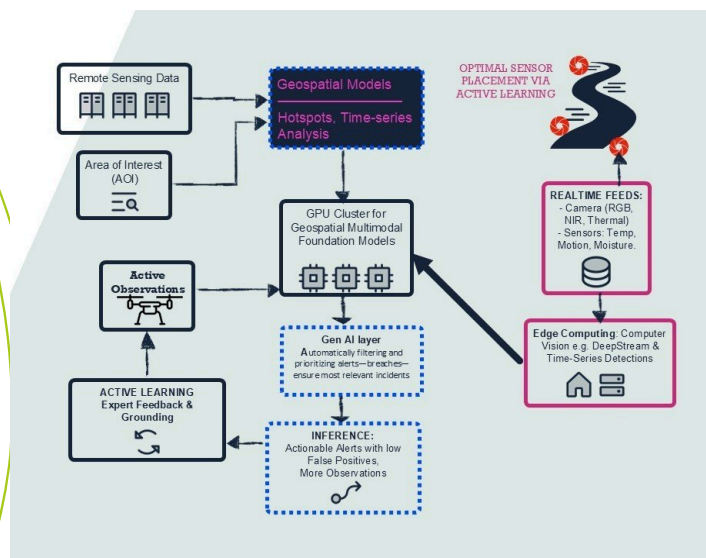 Remote Sensing Data
Geospatial Models
Hotspots, Time-series
Analysis
OPTIMAL SENSOR
PLACEMENT VIA
ACTIVE LEARNING
Area of Interest
(AOI)
REALTIME FEEDS:
- Camera (RGB,
NIR, Thermal)
- Sensors: Temp,
Motion, Moisture.
GPU Cluster for
Geospatial Multimodal
Foundation Models
Active
Observations
Edge Computing: Computer
Vision e.g. DeepStream &
Time-Series Detections
Gen AI layer
Automatically filtering and
prioritizing alerts—breaches—
ensure most relevant incidents
ACTIVE LEARNING
Expert Feedback &
Grounding
INFERENCE:
Actionable Alerts with low
False Positives,
More Observations